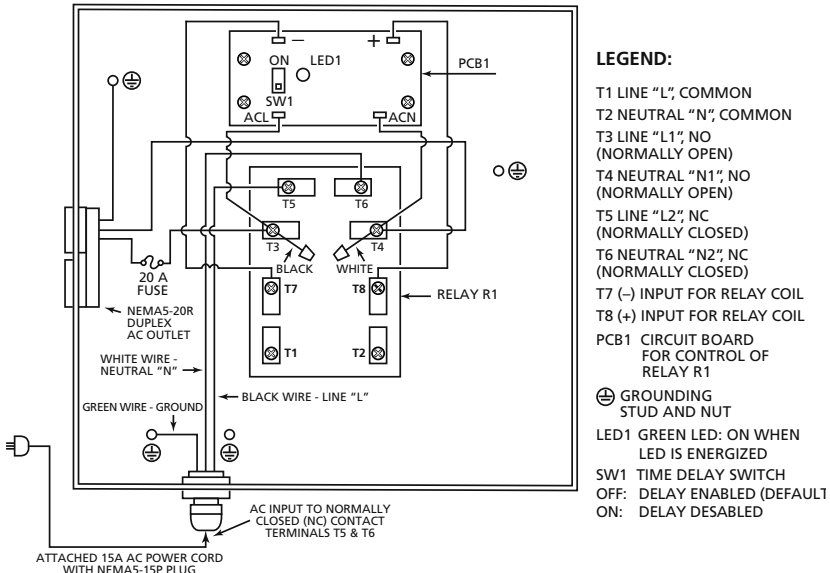 − +
ON LED1
SW1
ACL ACN
PCB1
T5 T6
T3 T4
BLACK WHITE
T7 T8
T1 T2
RELAY R1
20 A
FUSE
NEMA5-20R
DUPLEX
AC OUTLET
WHITE WIRE -
NEUTRAL “N”
BLACK WIRE - LINE “L”
GREEN WIRE - GROUND
AC INPUT TO NORMALLY
CLOSED (NC) CONTACT
TERMINALS T5 & T6
ATTACHED 15A AC POWER CORD
WITH NEMA5-15P PLUG
LEGEND:
T1 LINE “L”, COMMON
T2 NEUTRAL “N”, COMMON
T3 LINE “L1”, NO
(NORMALLY OPEN)
T4 NEUTRAL “N1”, NO
(NORMALLY OPEN)
T5 LINE “L2”, NC
(NORMALLY CLOSED)
T6 NEUTRAL “N2”, NC
(NORMALLY CLOSED)
T7 (–) INPUT FOR RELAY COIL
T8 (+) INPUT FOR RELAY COIL
PCB1 CIRCUIT BOARD
FOR CONTROL OF
RELAY R1
GROUNDING
STUD AND NUT
LED1 GREEN LED: ON WHEN
LED IS ENERGIZED
SW1 TIME DELAY SWITCH
OFF: DELAY ENABLED (DEFAULT
ON: DELAY DESABLED